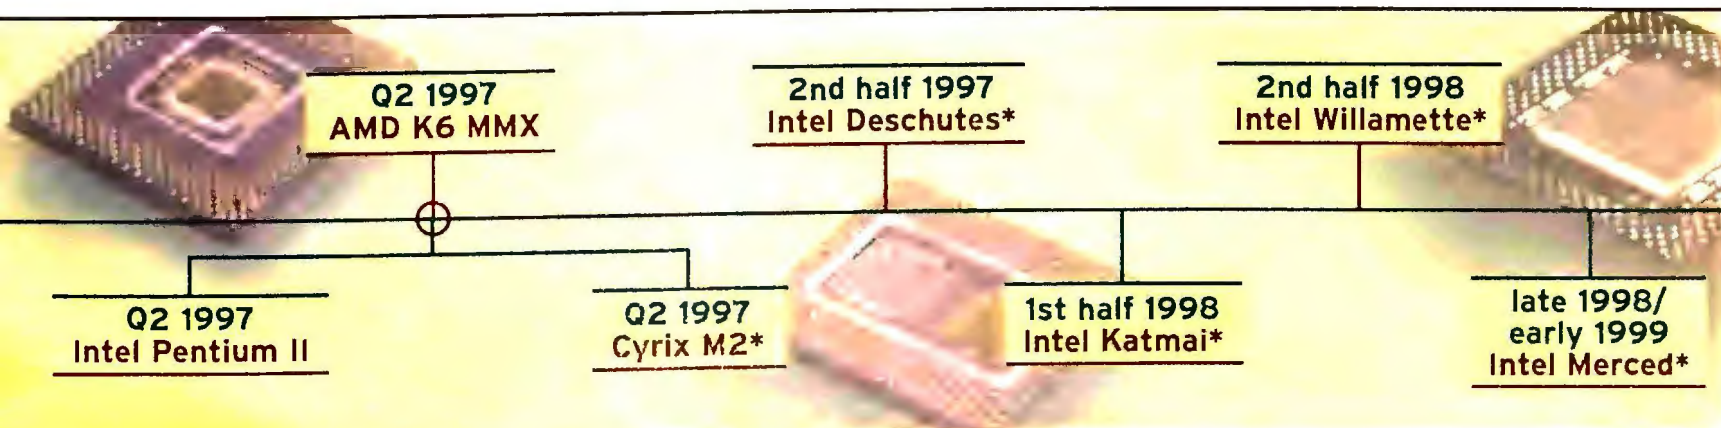 Q2 1997
AMD K6 MMX
2nd half 1997
Intel Deschutes*
2nd half 1998
Intel Willamette*
Q2 1997
Intel Pentium II
Q2 1997
Cyrix M2*
1st half 1998
Intel Katmai*
late 1998/
early 1999
Intel Merced*